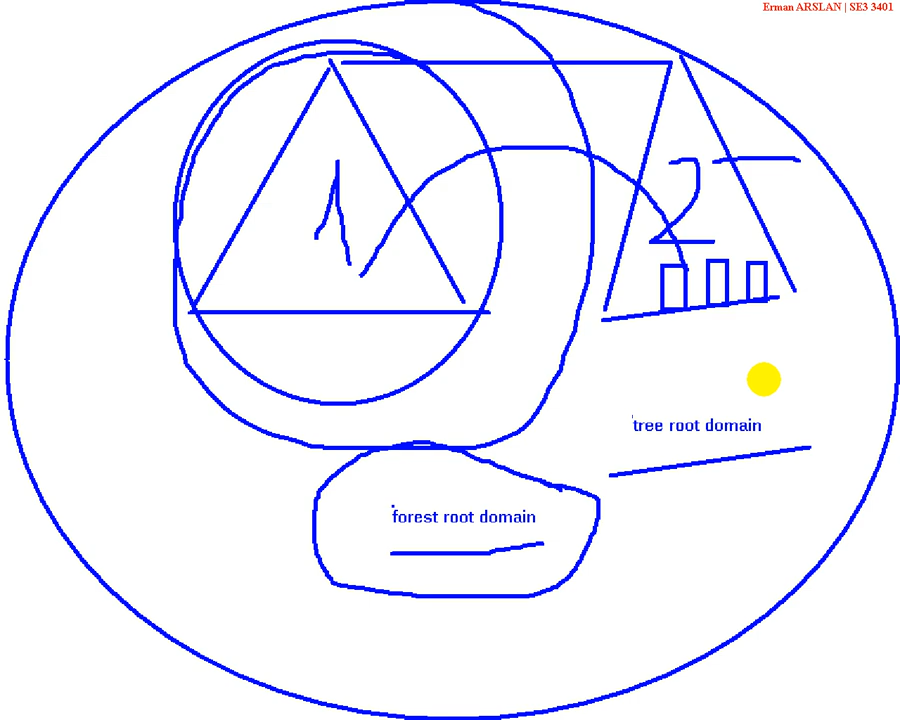 Erman ARSLAN | SE3 3401
1
2
tree root domain
forest root domain